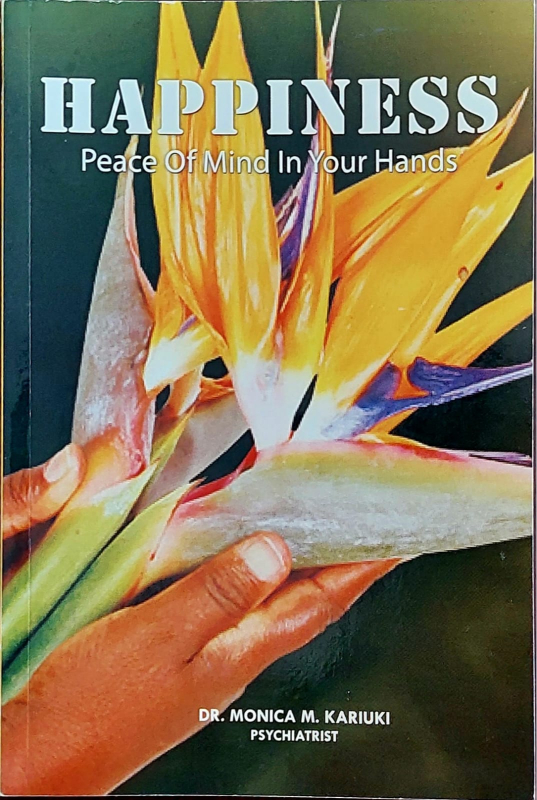 HAPPINESS
Peace Of Mind In Your Hands
DR. MONICA M. KARIUKI
PSYCHIATRIST